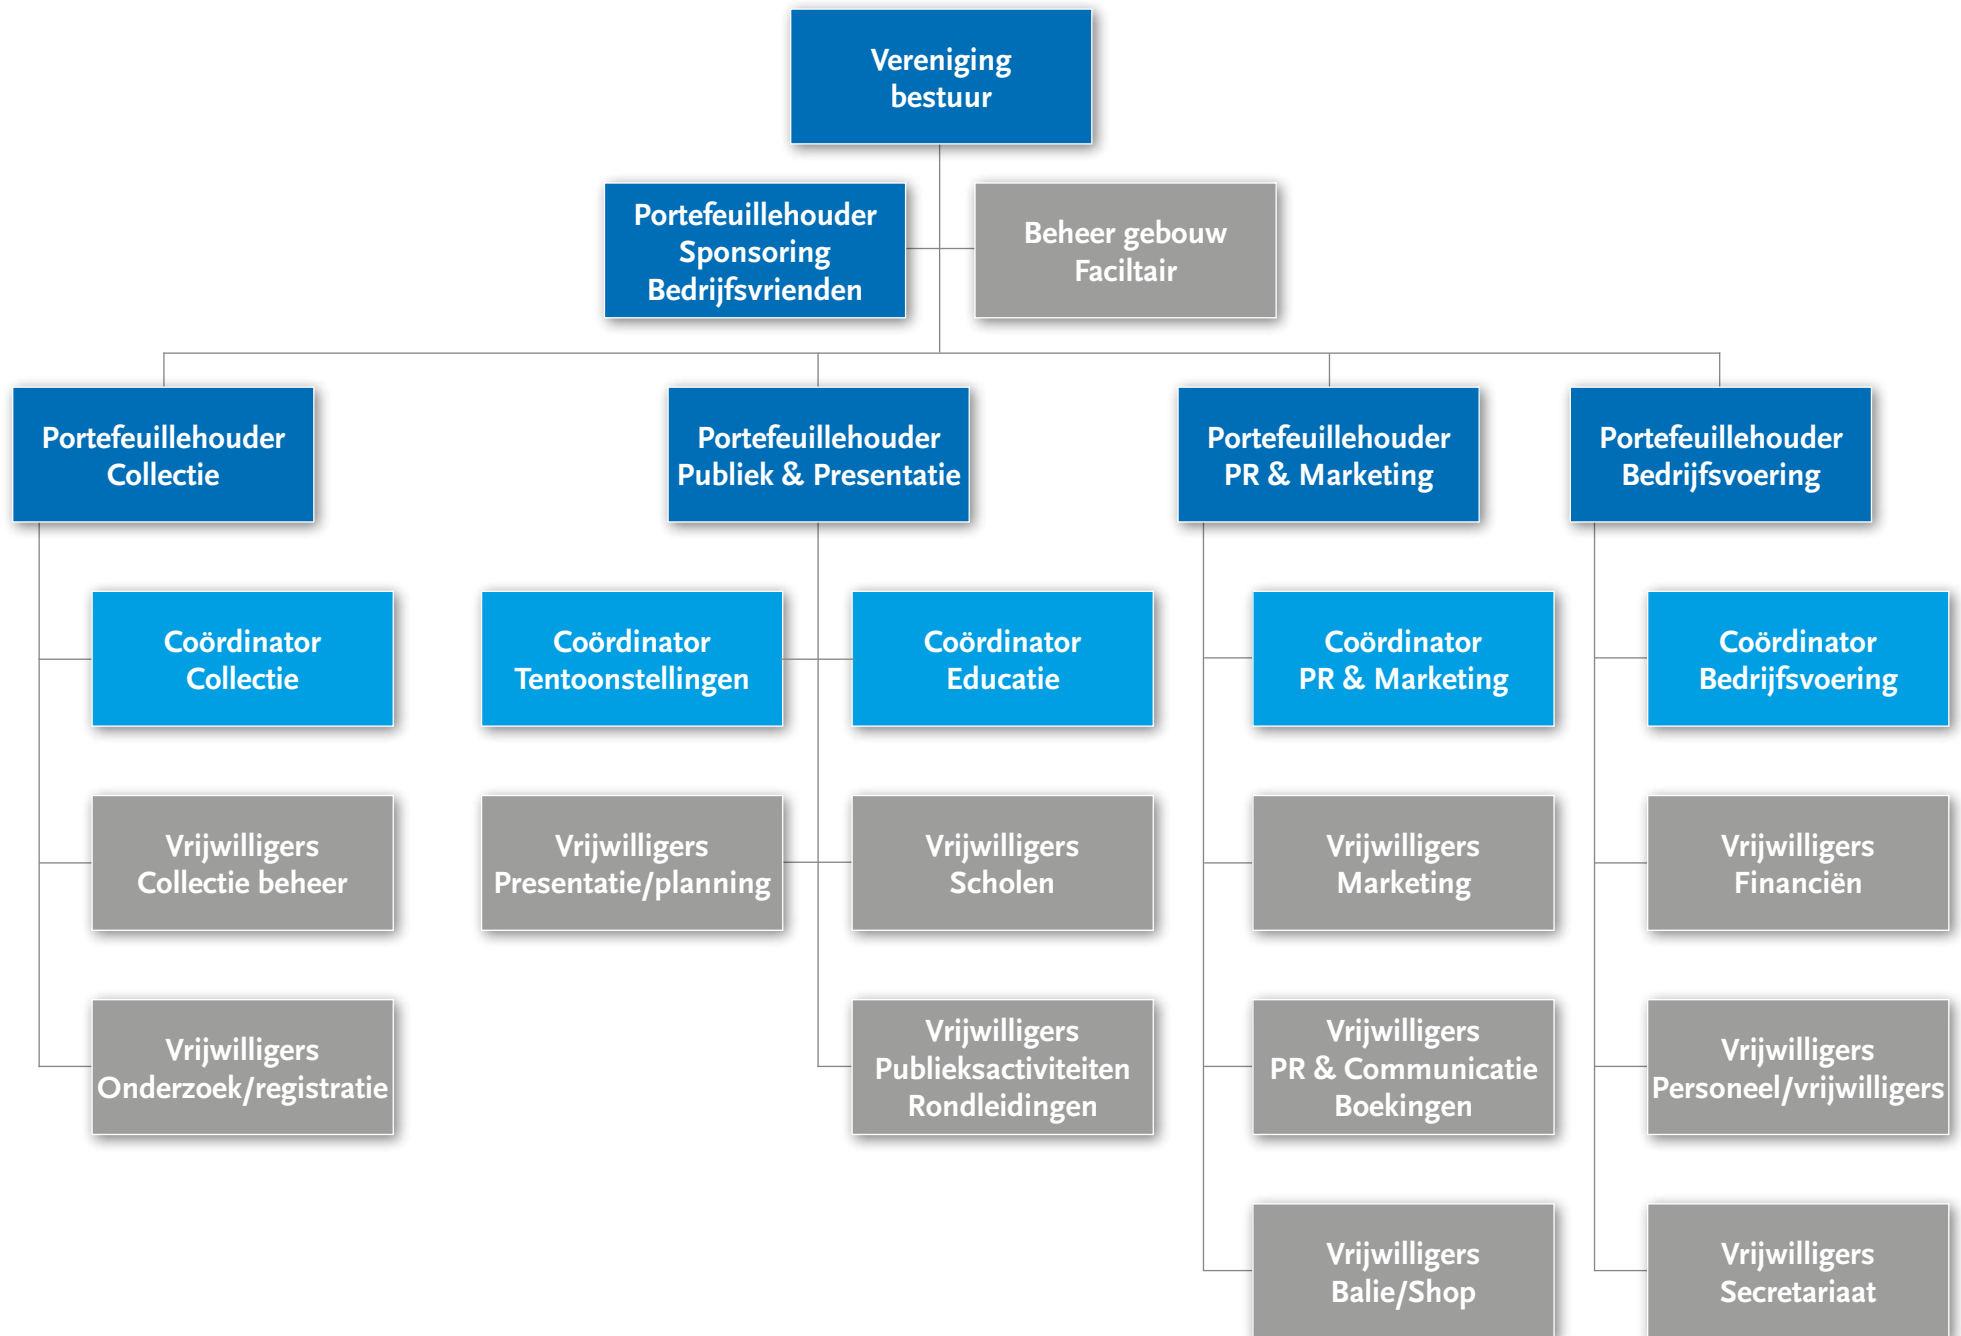 Vereniging
bestuur
Portefeuillehouder
Sponsoring
Bedrijfsvrienden
Beheer gebouw
Faciltair
Portefeuillehouder
Collectie
Portefeuillehouder
Publiek & Presentatie
Portefeuillehouder
PR & Marketing
Portefeuillehouder
Bedrijfsvoering
Coördinator
Collectie
Coördinator
Tentoonstellingen
Coördinator
Educatie
Coördinator
PR & Marketing
Coördinator
Bedrijfsvoering
Vrijwilligers
Collectie beheer
Vrijwilligers
Presentatie/planning
Vrijwilligers
Scholen
Vrijwilligers
Marketing
Vrijwilligers
Financiën
Vrijwilligers
Onderzoek/registratie
Vrijwilligers
Publieksactiviteiten
Rondleidingen
Vrijwilligers
PR & Communicatie
Boekingen
Vrijwilligers
Personeel/vrijwilligers
Vrijwilligers
Balie/Shop
Vrijwilligers
Secretariaat